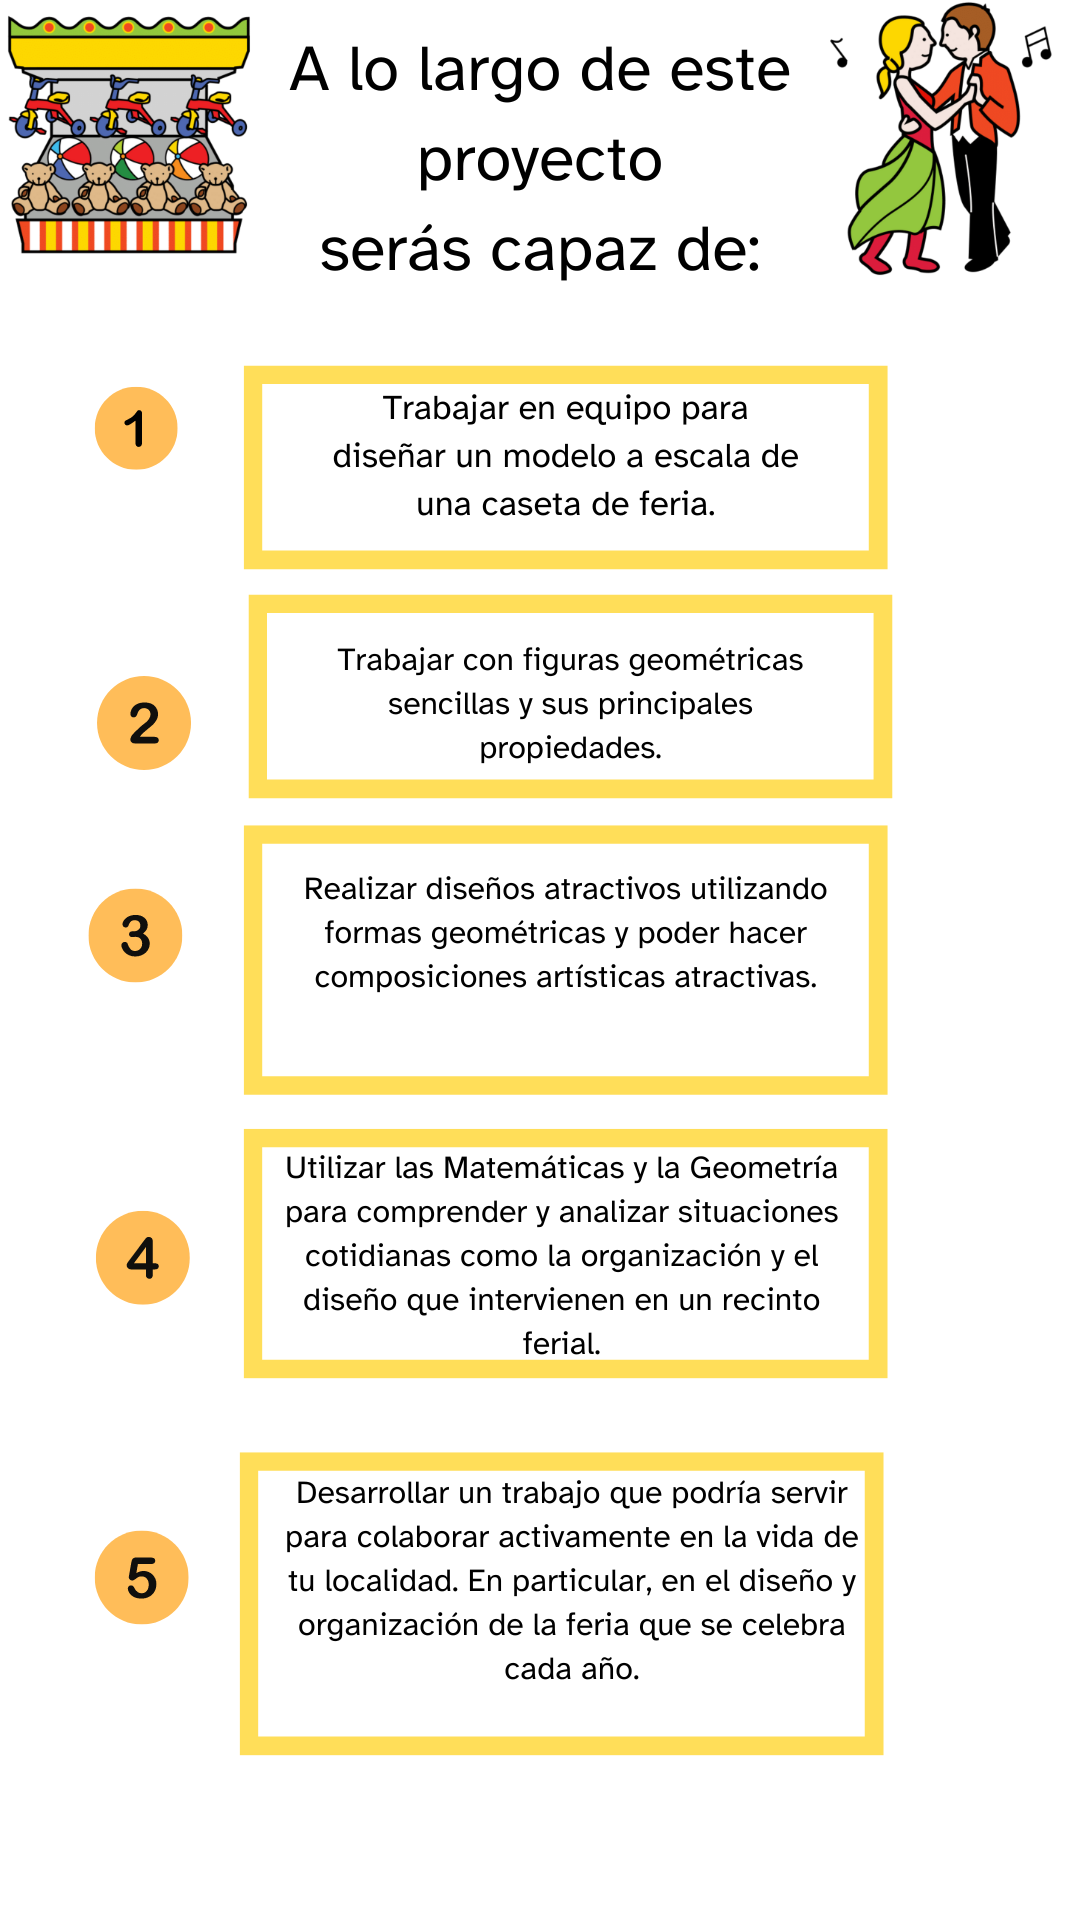 A lo largo de este
proyecto
serás capaz de:
1
Trabajar en equipo para
diseñar un modelo a escala de
una caseta de feria.
2
Trabajar con figuras geométricas
sencillas y sus principales
propiedades.
3
Realizar diseños atractivos utilizando
formas geométricas y poder hacer
composiciones artísticas atractivas.
4
Utilizar las Matemáticas y la Geometría
para comprender y analizar situaciones
cotidianas como la organización y el
diseño que intervienen en un recinto
ferial.
5
Desarrollar un trabajo que podría servir
para colaborar activamente en la vida de
tu localidad. En particular, en el diseño y
organización de la feria que se celebra
cada año.